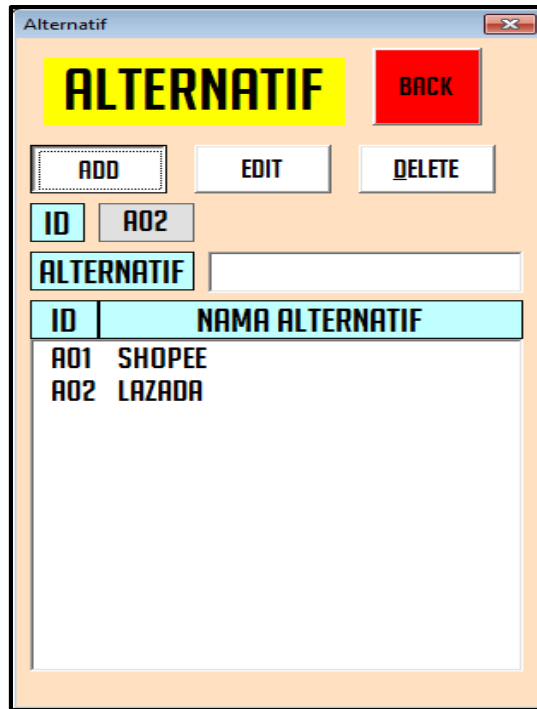 Alternatif
ALTERNATIF
BACK
ADD EDIT DELETE
ID A02
ALTERNATIF
ID NAMA ALTERNATIF
A01 SHOPEE
A02 LAZADA